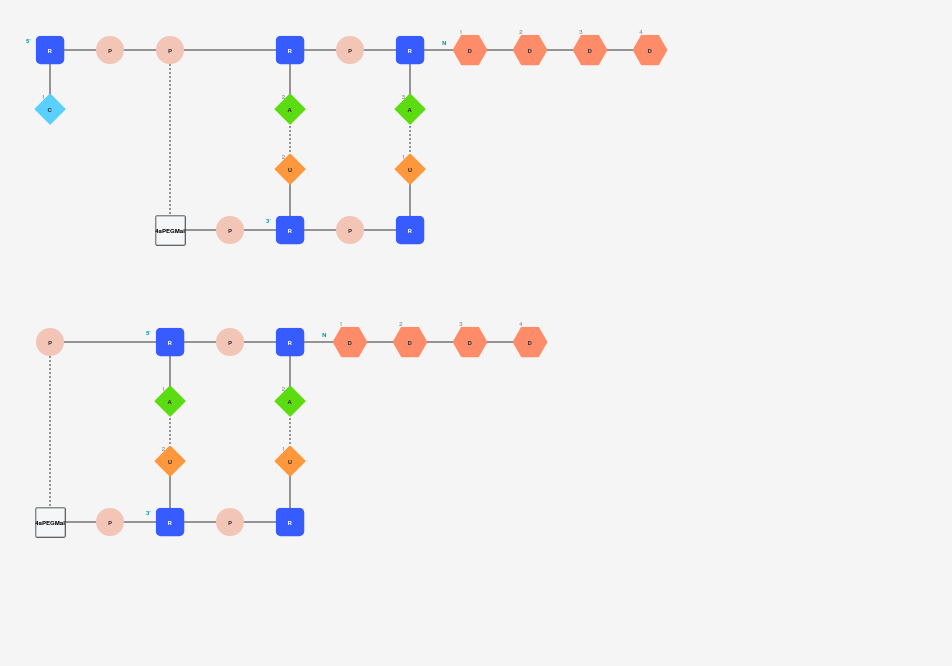 5' R P P R P R N 1 D 2 D 3 D 4 D
1 C 2 A 3 A
2 U 1 U
4aPEGMal P 3' R P R
P 5' R P R N 1 D 2 D 3 D 4 D
1 A 2 A
2 U 1 U
4aPEGMal P 3' R P R